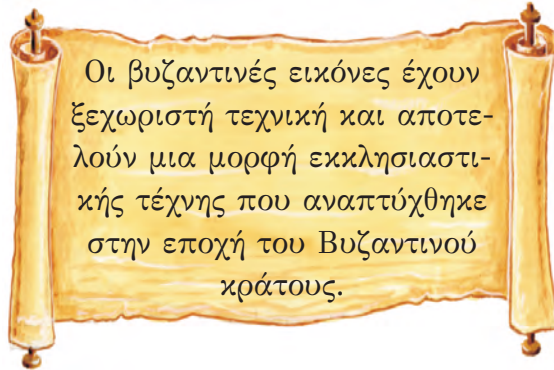 Οι βυζαντινές εικόνες έχουν
ξεχωριστή τεχνική και αποτε-
λούν μια μορφή εκκλησιαστι-
κής τέχνης που αναπτύχθηκε
στην εποχή του Βυζαντινού
κράτους.